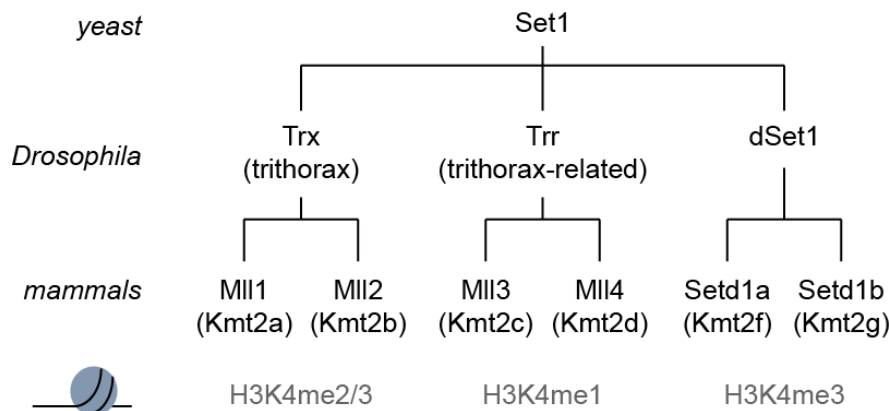 yeast Set1
Drosophila Trx Trr dSet1
(trithorax) (trithorax-related)
mammals Mll1 Mll2 Mll3 Mll4 Setd1a Setd1b
(Kmt2a) (Kmt2b) (Kmt2c) (Kmt2d) (Kmt2f) (Kmt2g)
H3K4me2/3 H3K4me1 H3K4me3